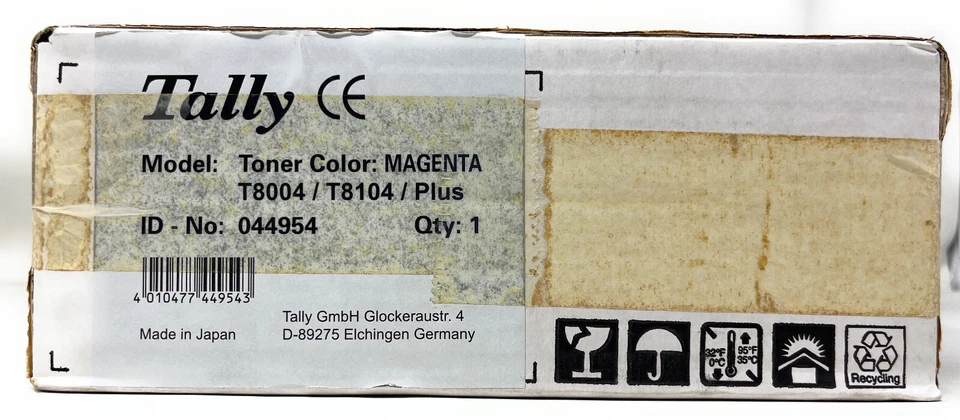 Tally CE
Model: Toner Color: MAGENTA
T8004 / T8104 / Plus
ID - No: 044954 Qty: 1
4 010477 449543
Made in Japan
Tally GmbH Glockeraustr. 4
D-89275 Elchingen Germany
32°F 95°F
0°C 35°C
Recycling